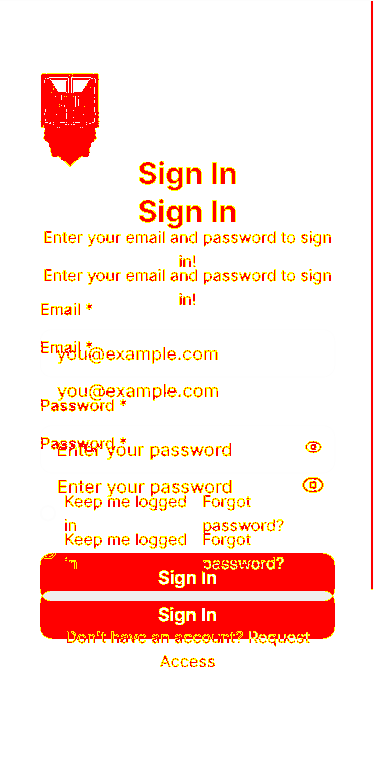 Sign In
Sign In
Enter your email and password to sign
in!
Enter your email and password to sign
in!
Email *
Email *
you@example.com
you@example.com
Password *
Password *
Enter your password
Enter your password
Keep me logged Forgot
in password?
Keep me logged Forgot
in password?
Sign In
Sign In
Don't have an account? Request
Access